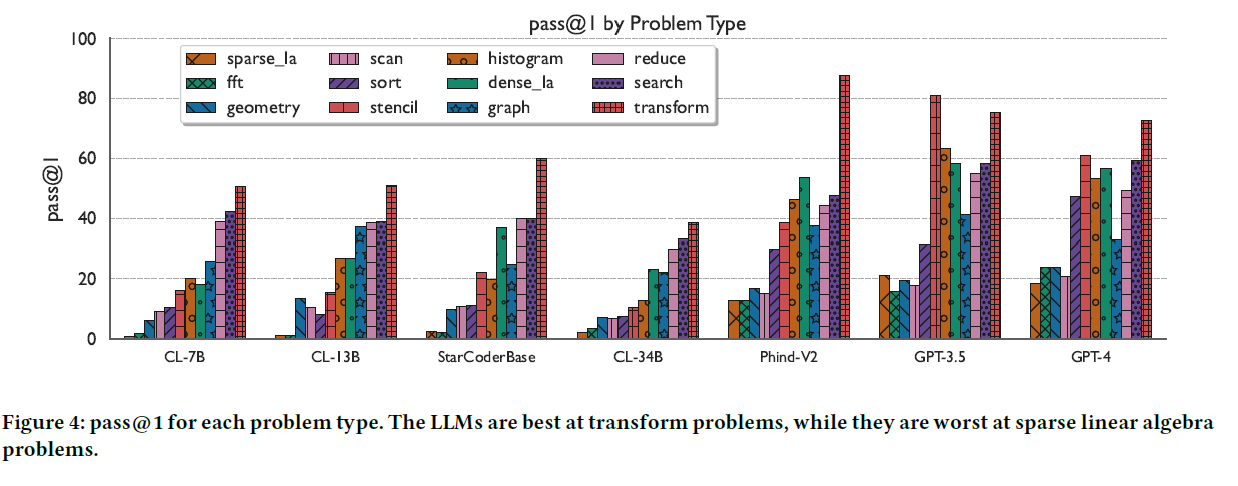 pass@1 by Problem Type
pass@1
100
80
60
40
20
0
sparse_la scan histogram reduce
fft sort dense_la search
geometry stencil graph transform
CL-7B CL-13B StarCoderBase CL-34B Phind-V2 GPT-3.5 GPT-4
Figure 4: pass@1 for each problem type. The LLMs are best at transform problems, while they are worst at sparse linear algebra
problems.